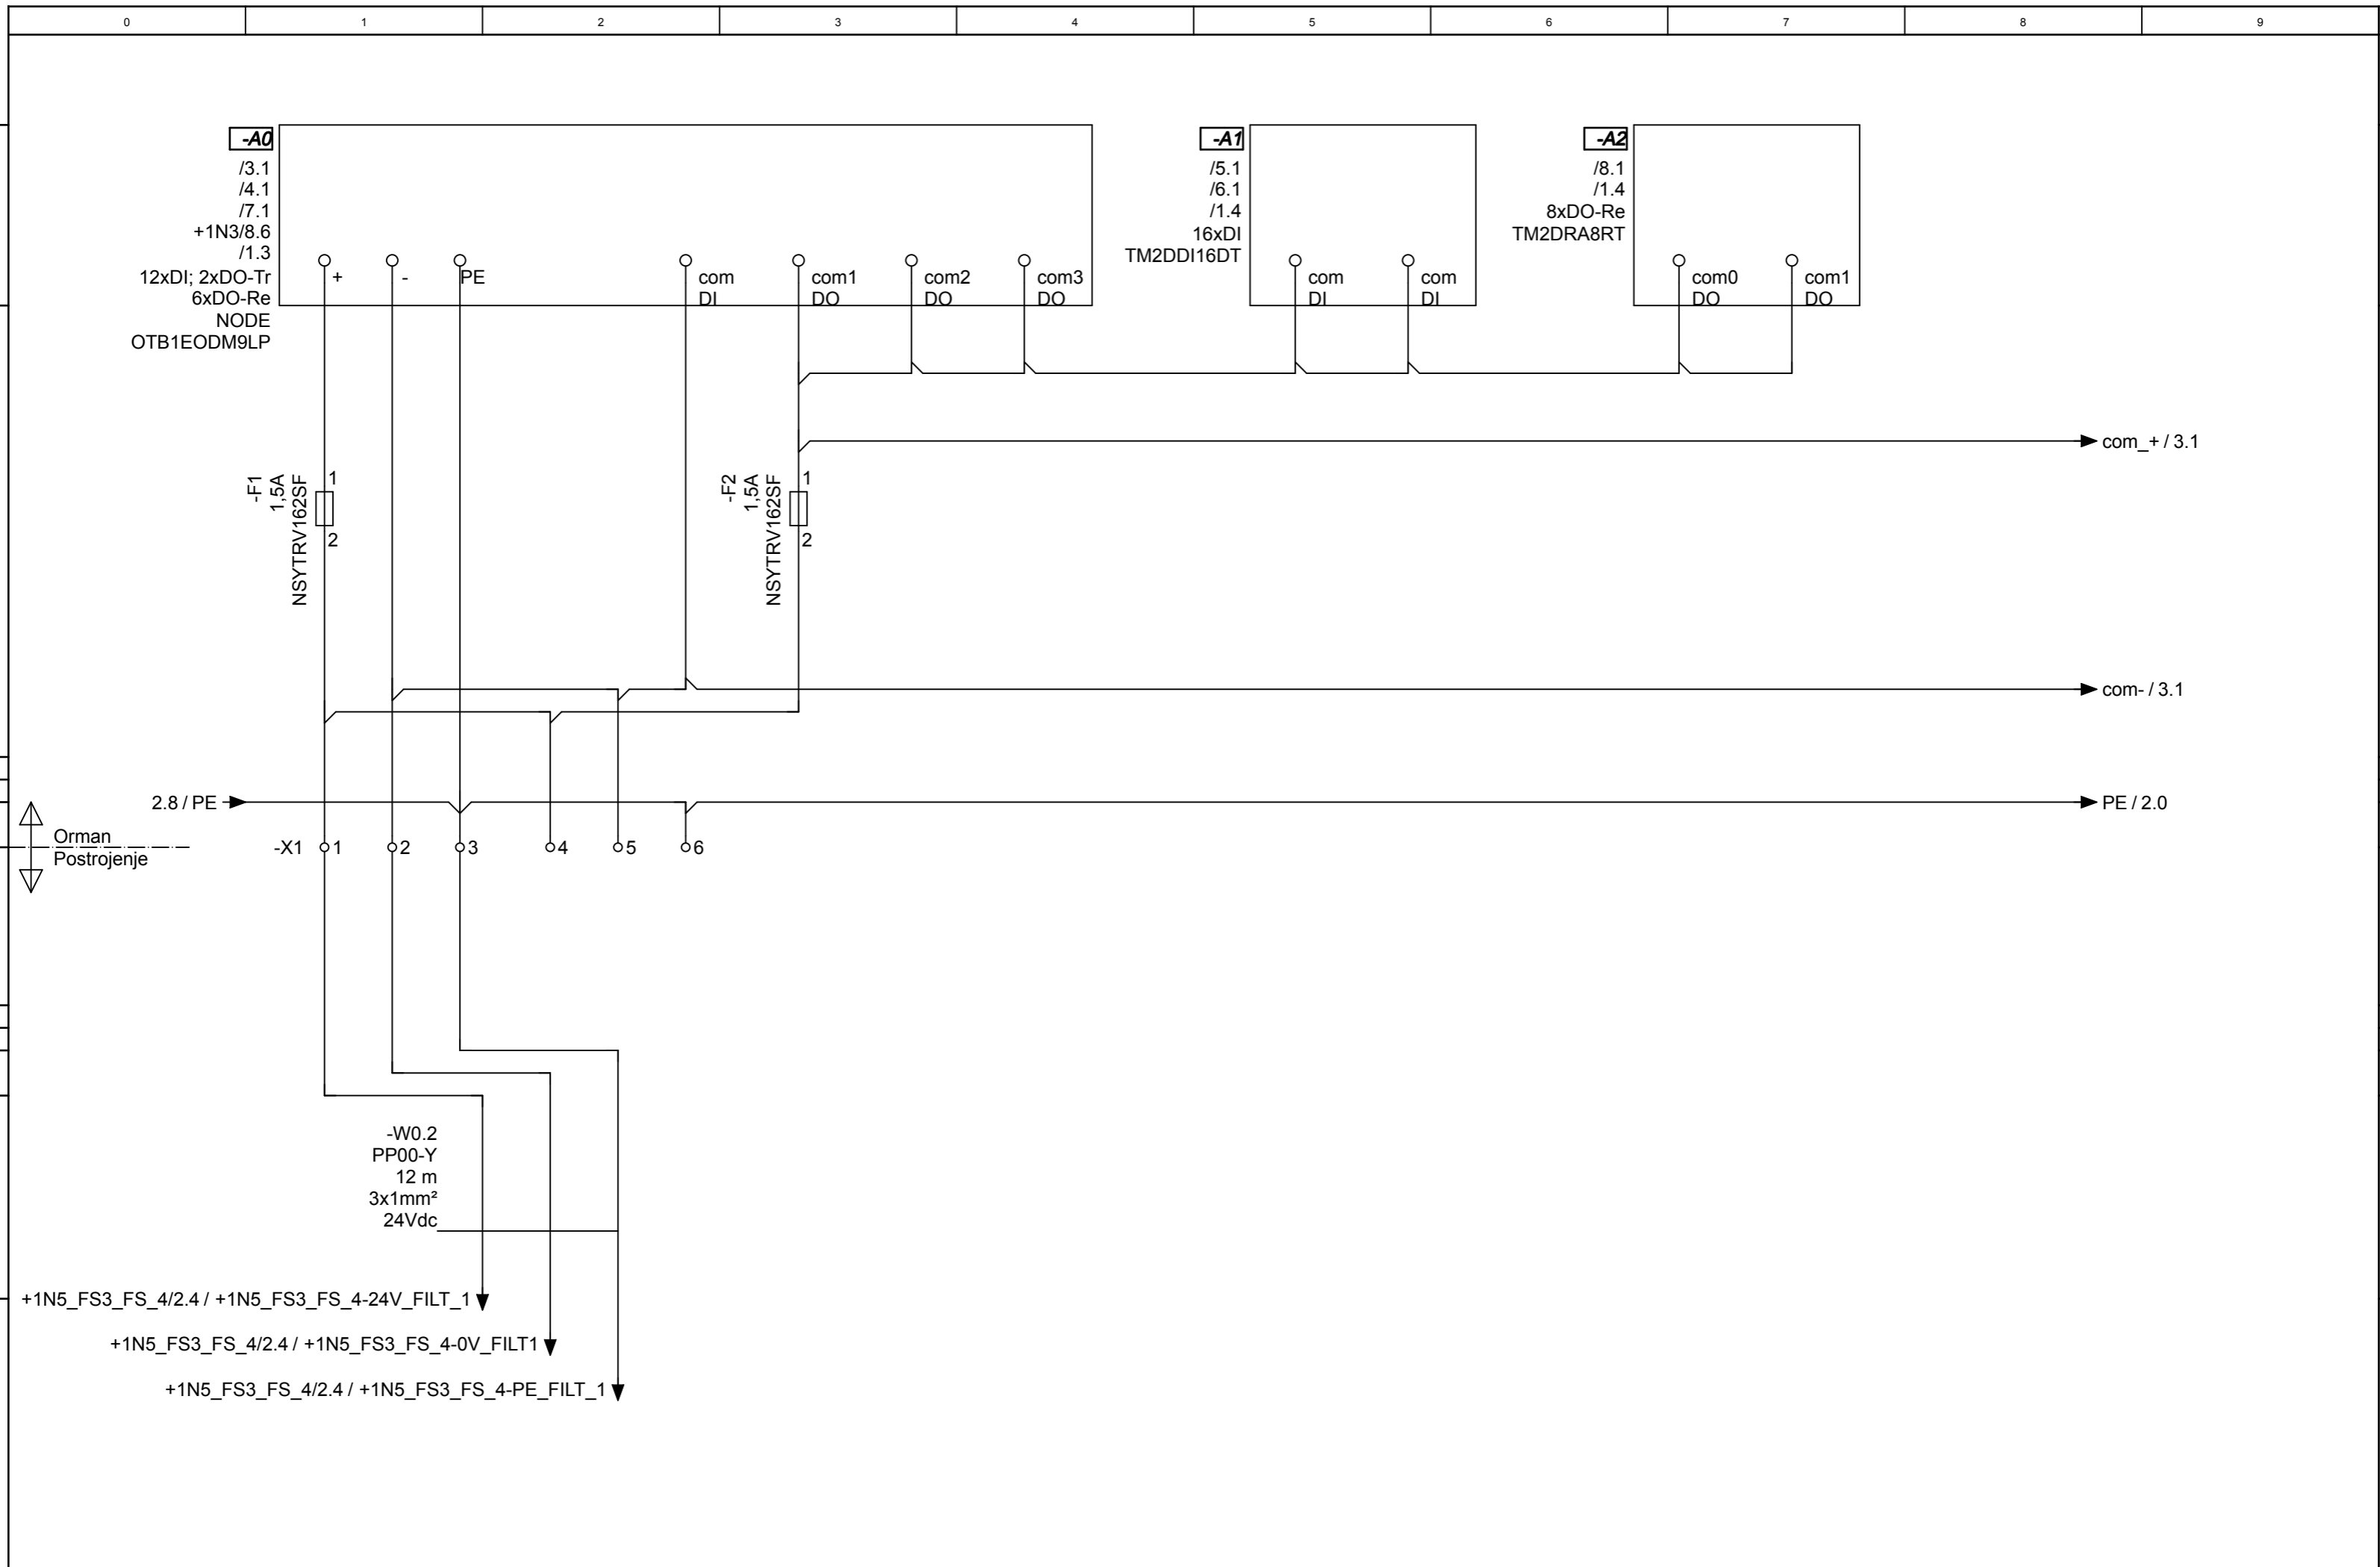 0 1 2 3 4 5 6 7 8 9
-A0
/3.1
/4.1
/7.1
+1N3/8.6
/1.3
12xDI; 2xDO-Tr
6xDO-Re
NODE
OTB1EODM9LP
+ - PE com com1 com2 com3
DI DO DO DO
-A1
/5.1
/6.1
/1.4
16xDI
TM2DDI16DT
com com
DI DI
-A2
/8.1
/1.4
8xDO-Re
TM2DRA8RT
com0 com1
DO DO
com_+ / 3.1
-F1
1,5A
NSYTRV162SF
1
2
-F2
1,5A
NSYTRV162SF
1
2
com- / 3.1
2.8 / PE
PE / 2.0
Orman
Postrojenje
-X1 1 2 3 4 5 6
-W0.2
PP00-Y
12 m
3x1mm²
24Vdc
+1N5_FS3_FS_4/2.4 / +1N5_FS3_FS_4-24V_FILT_1
+1N5_FS3_FS_4/2.4 / +1N5_FS3_FS_4-0V_FILT1
+1N5_FS3_FS_4/2.4 / +1N5_FS3_FS_4-PE_FILT_1